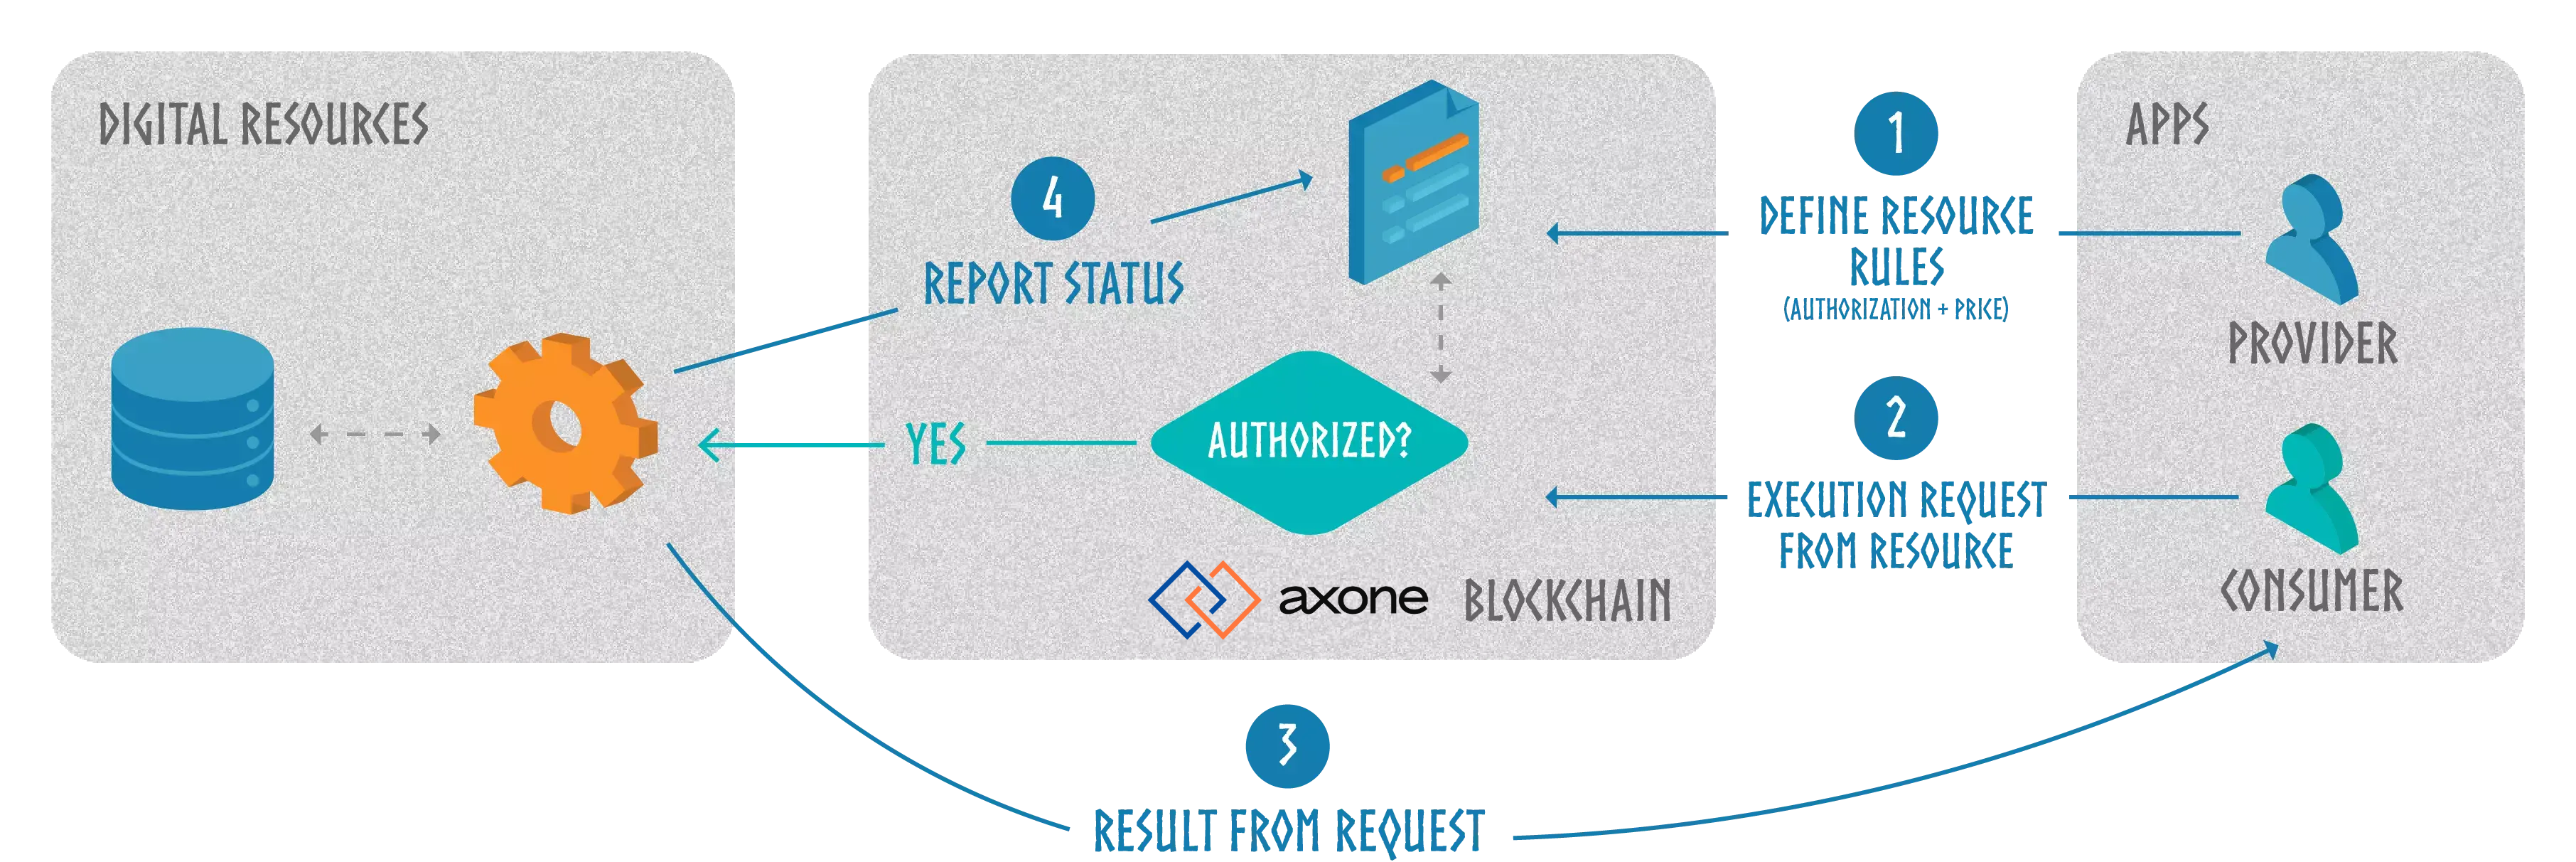 DIGITAL RESOURCES
4
REPORT STATUS
YES
AUTHORIZED?
axone BLOCKCHAIN
1
DEFINE RESOURCE
RULES
(AUTHORIZATION + PRICE)
2
EXECUTION REQUEST
FROM RESOURCE
APPS
PROVIDER
CONSUMER
3
RESULT FROM REQUEST